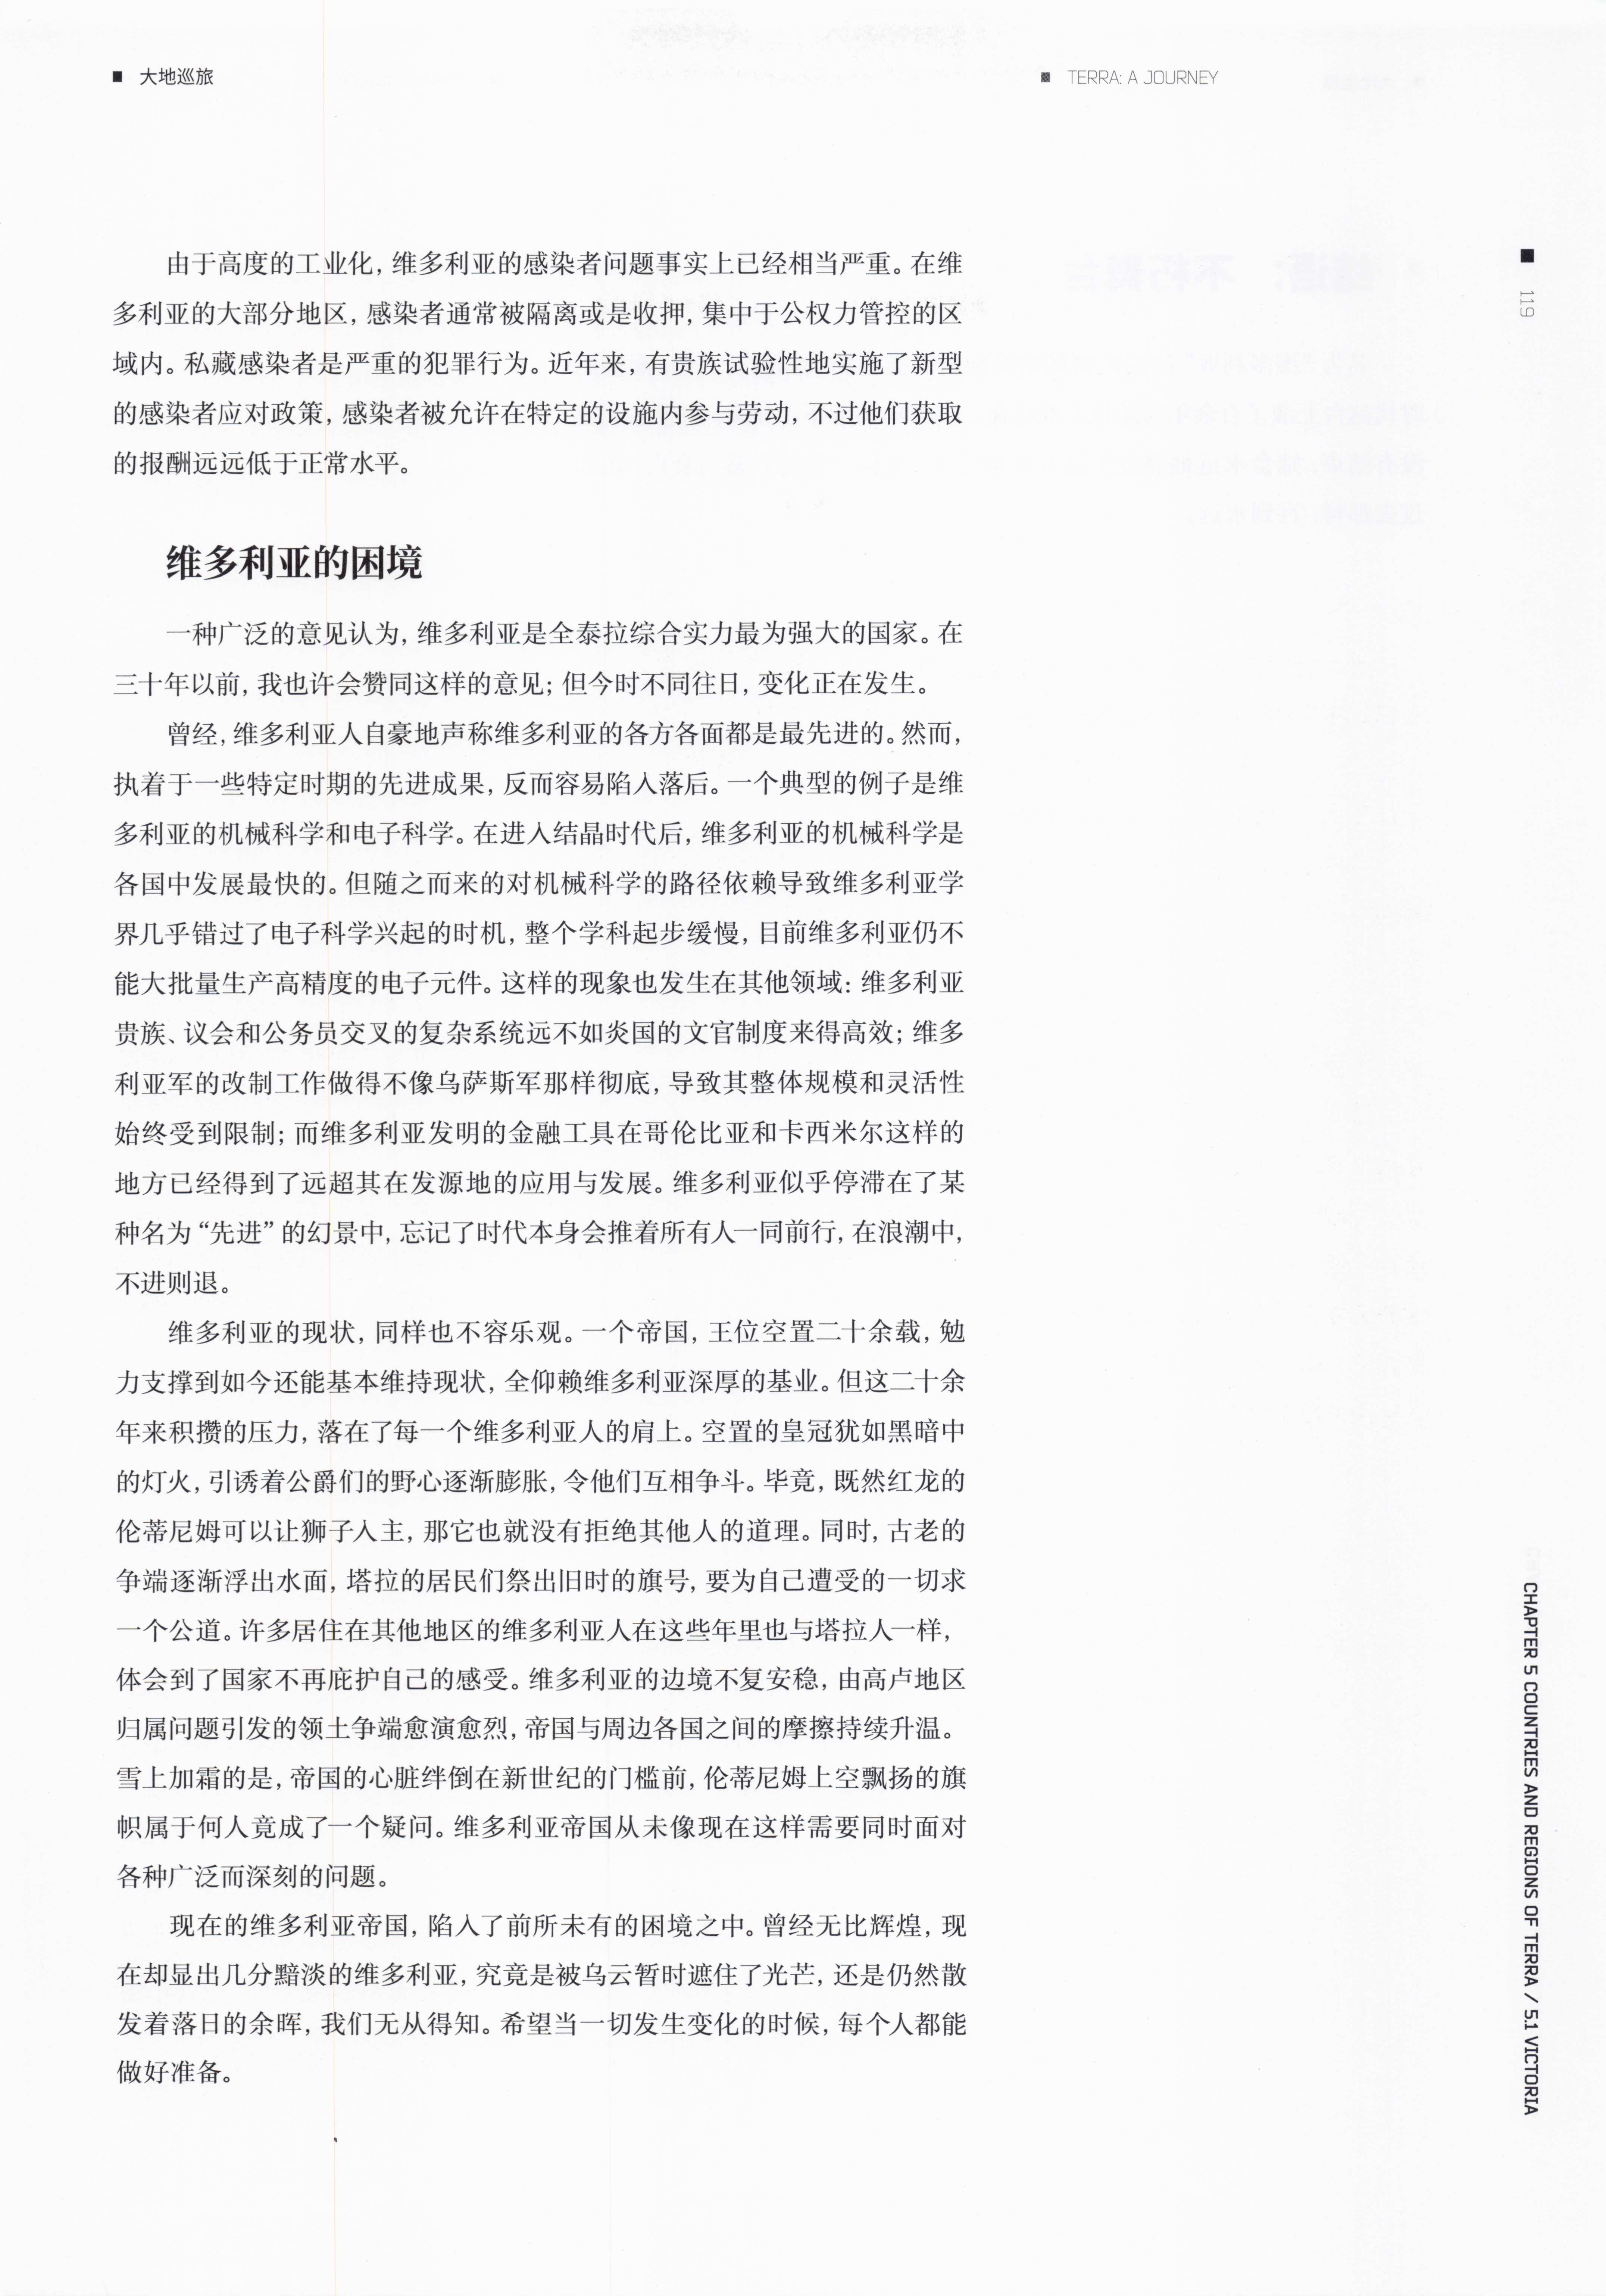 大地巡旅
TERRA: A JOURNEY
由于高度的工业化，维多利亚的感染者问题事实上已经相当严重。在维
多利亚的大部分地区，感染者通常被隔离或是收押，集中于公权力管控的区
域内。私藏感染者是严重的犯罪行为。近年来，有贵族试验性地实施了新型
的感染者应对政策，感染者被允许在特定的设施内参与劳动，不过他们获取
的报酬远远低于正常水平。
维多利亚的困境
一种广泛的意见认为，维多利亚是全泰拉综合实力最为强大的国家。在
三十年以前，我也许会赞同这样的意见；但今时不同往日，变化正在发生。
曾经，维多利亚人自豪地声称维多利亚的各方各面都是最先进的。然而，
执着于一些特定时期的先进成果，反而容易陷入落后。一个典型的例子是维
多利亚的机械科学和电子科学。在进入结晶时代后，维多利亚的机械科学是
各国中发展最快的。但随之而来的对机械科学的路径依赖导致维多利亚学
界几乎错过了电子科学兴起的时机，整个学科起步缓慢，目前维多利亚仍不
能大批量生产高精度的电子元件。这样的现象也发生在其他领域：维多利亚
贵族、议会和公务员交叉的复杂系统远不如炎国的文官制度来得高效；维多
利亚军的改制工作做得不像乌萨斯军那样彻底，导致其整体规模和灵活性
始终受到限制；而维多利亚发明的金融工具在哥伦比亚和卡西米尔这样的
地方已经得到了远超其在发源地的应用与发展。维多利亚似乎停滞在了某
种名为“先进”的幻景中，忘记了时代本身会推着所有人一同前行，在浪潮中，
不进则退。
维多利亚的现状，同样也不容乐观。一个帝国，王位空置二十余载，勉
力支撑到如今还能基本维持现状，全仰赖维多利亚深厚的基业。但这二十余
年来积攒的压力，落在了每一个维多利亚人的肩上。空置的皇冠犹如黑暗中
的灯火，引诱着公爵们的野心逐渐膨胀，令他们互相争斗。毕竟，既然红龙的
伦蒂尼姆可以让狮子入主，那它也就没有拒绝其他人的道理。同时，古老的
争端逐渐浮出水面，塔拉的居民们祭出旧时的旗号，要为自己遭受的一切求
一个公道。许多居住在其他地区的维多利亚人在这些年里也与塔拉人一样，
体会到了国家不再庇护自己的感受。维多利亚的边境不复安稳，由高卢地区
归属问题引发的领土争端愈演愈烈，帝国与周边各国之间的摩擦持续升温。
雪上加霜的是，帝国的心脏绊倒在新世纪的门槛前，伦蒂尼姆上空飘扬的旗
帜属于何人竟成了一个疑问。维多利亚帝国从未像现在这样需要同时面对
各种广泛而深刻的问题。
现在的维多利亚帝国，陷入了前所未有的困境之中。曾经无比辉煌，现
在却显出几分黯淡的维多利亚，究竟是被乌云暂时遮住了光芒，还是仍然散
发着落日的余晖，我们无从得知。希望当一切发生变化的时候，每个人都能
做好准备。
119
CHAPTER 5 COUNTRIES AND REGIONS OF TERRA / 5.1 VICTORIA